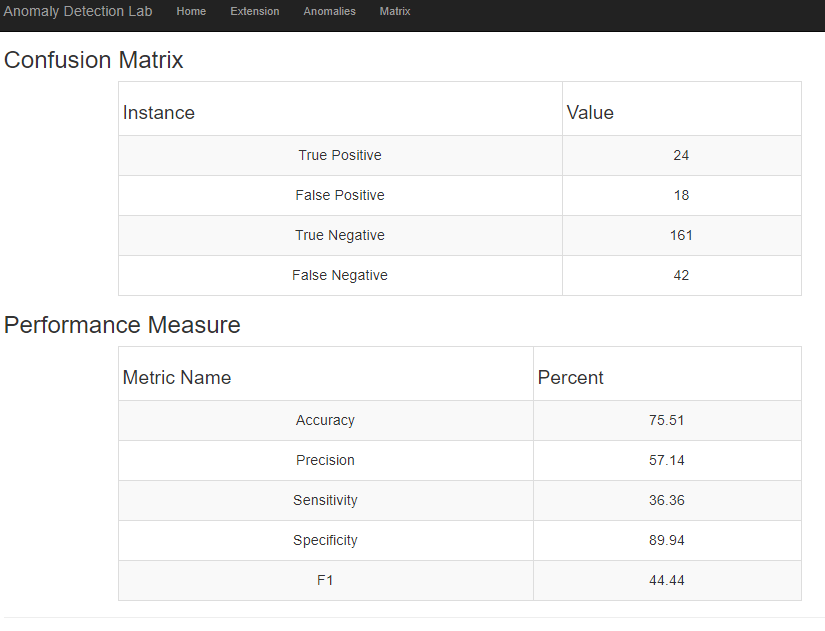 Anomaly Detection Lab Home Extension Anomalies Matrix
Confusion Matrix
Instance Value
True Positive 24
False Positive 18
True Negative 161
False Negative 42
Performance Measure
Metric Name Percent
Accuracy 75.51
Precision 57.14
Sensitivity 36.36
Specificity 89.94
F1 44.44